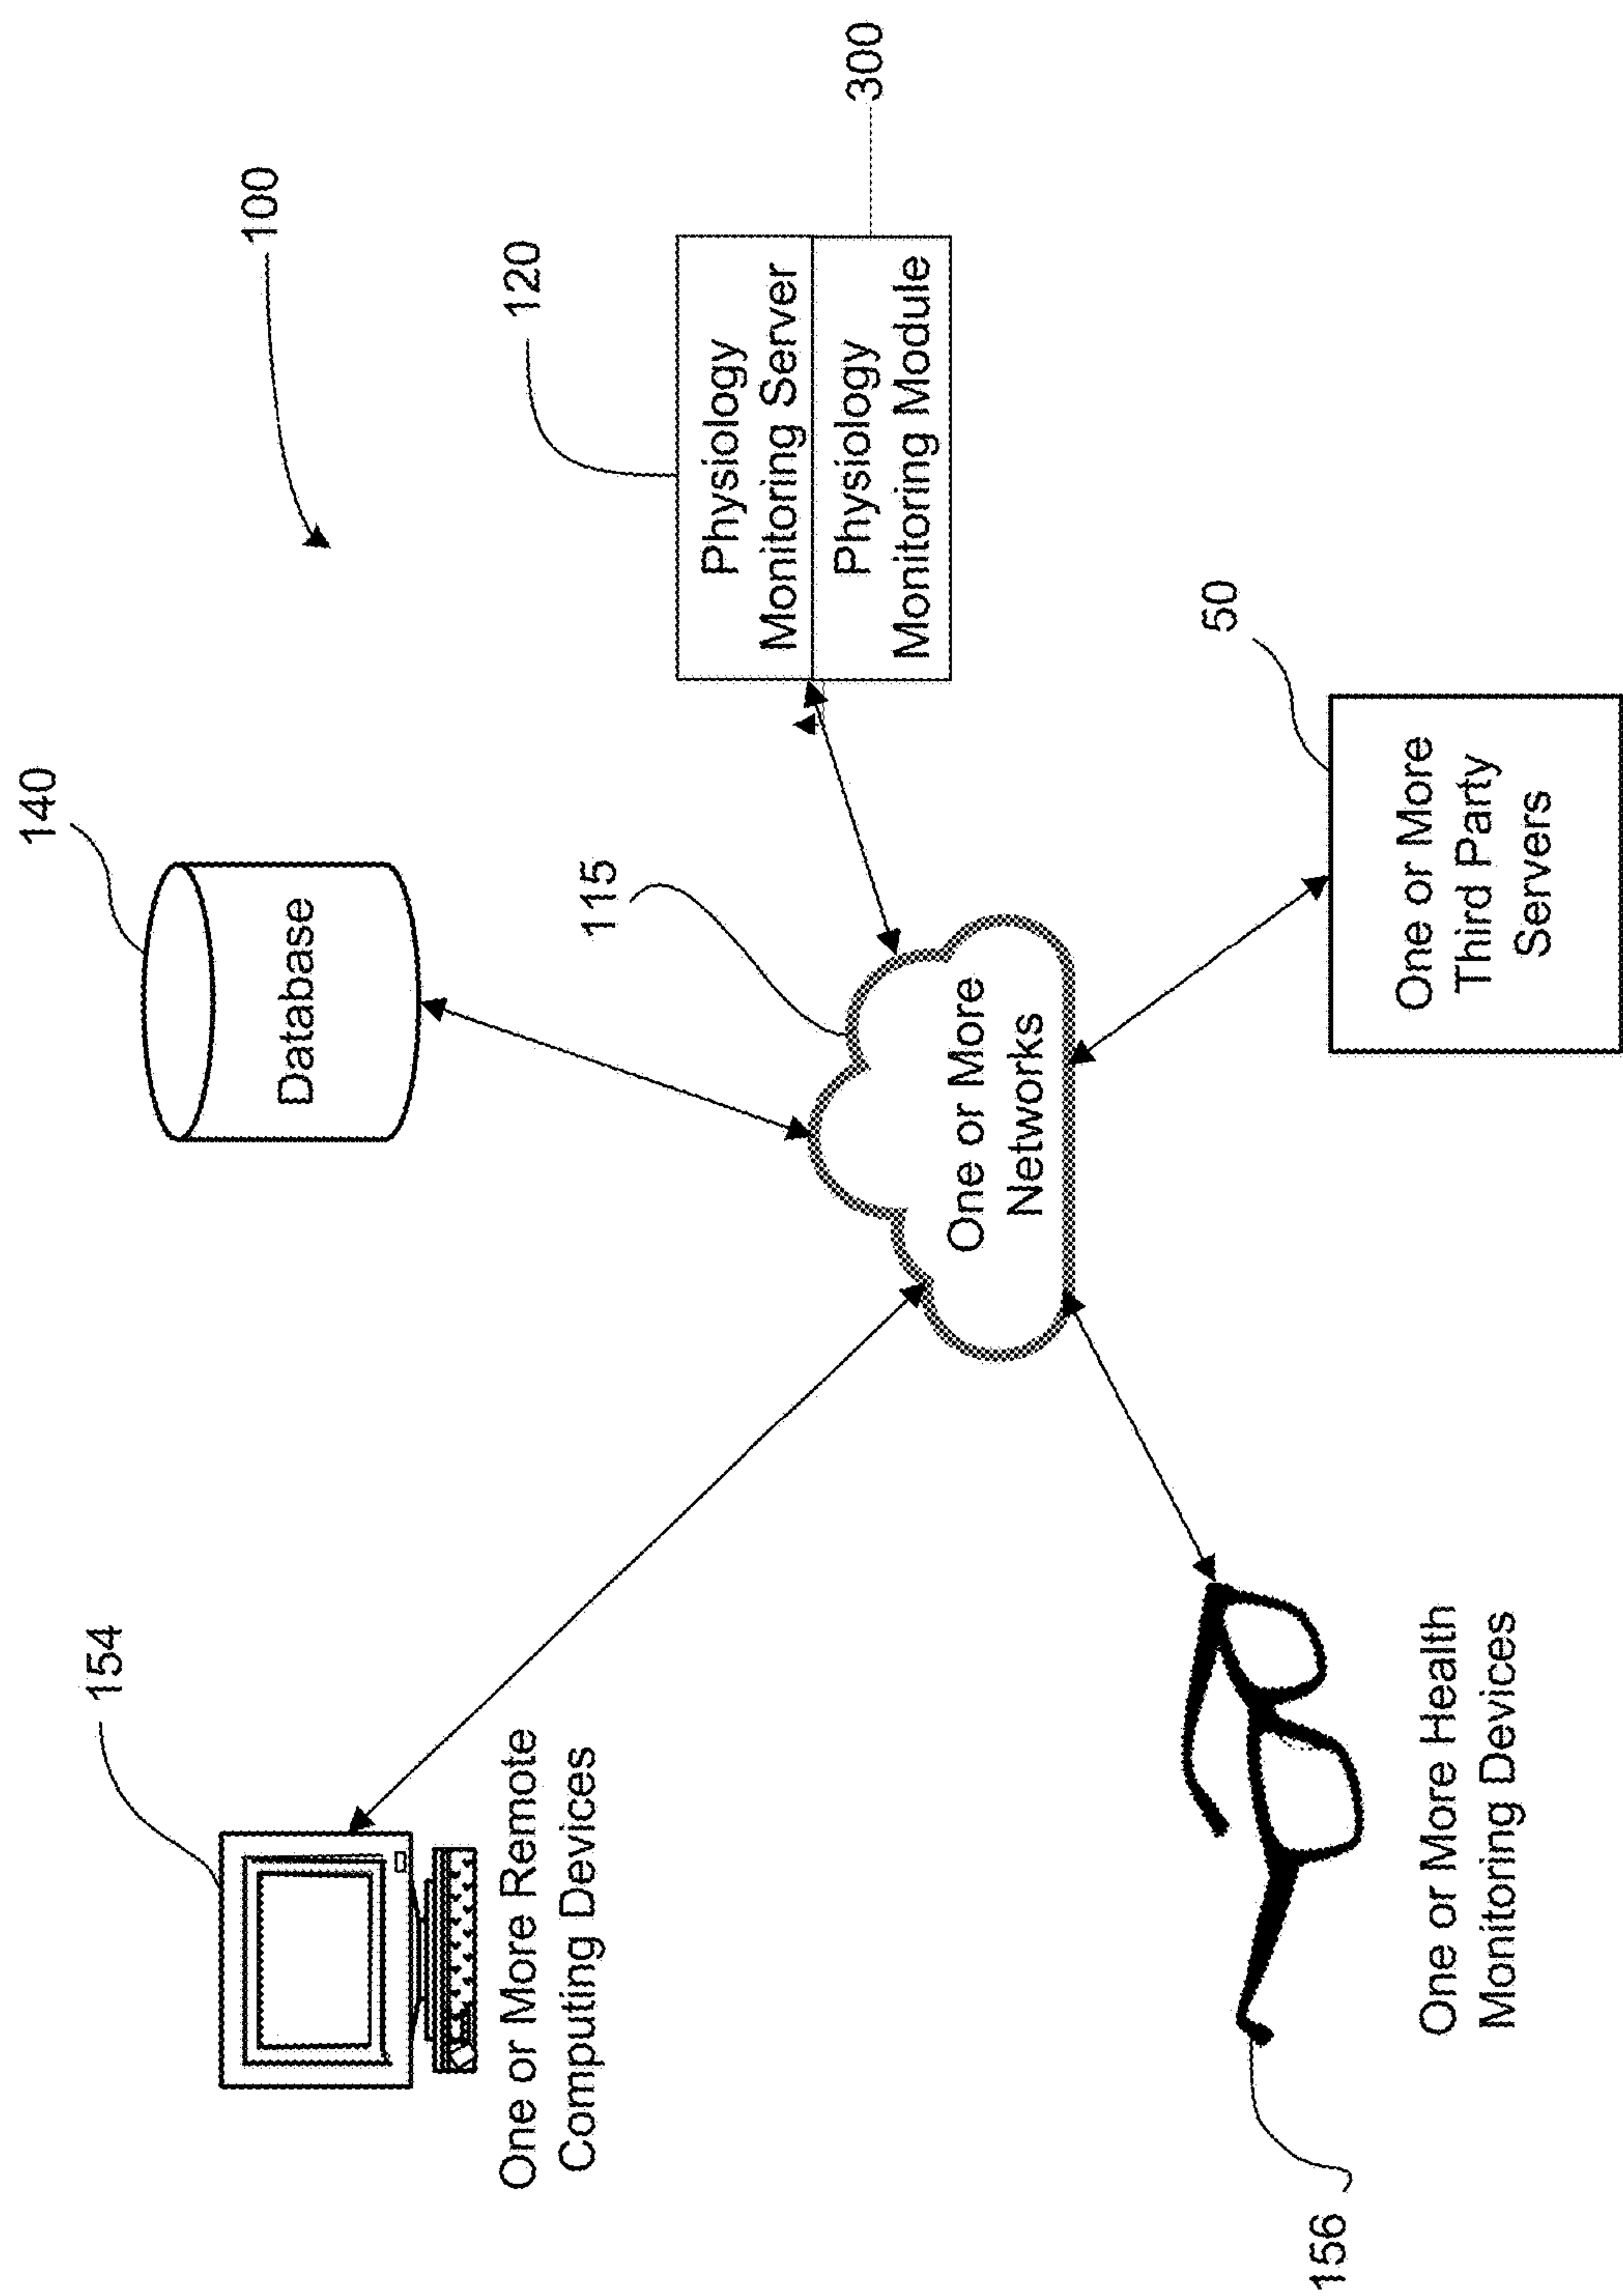 100
140
Database
154
One or More Remote
Computing Devices
115
One or More
Networks
120
Physiology
Monitoring Server
Physiology
Monitoring Module
300
50
One or More
Third Party
Servers
156
One or More Health
Monitoring Devices